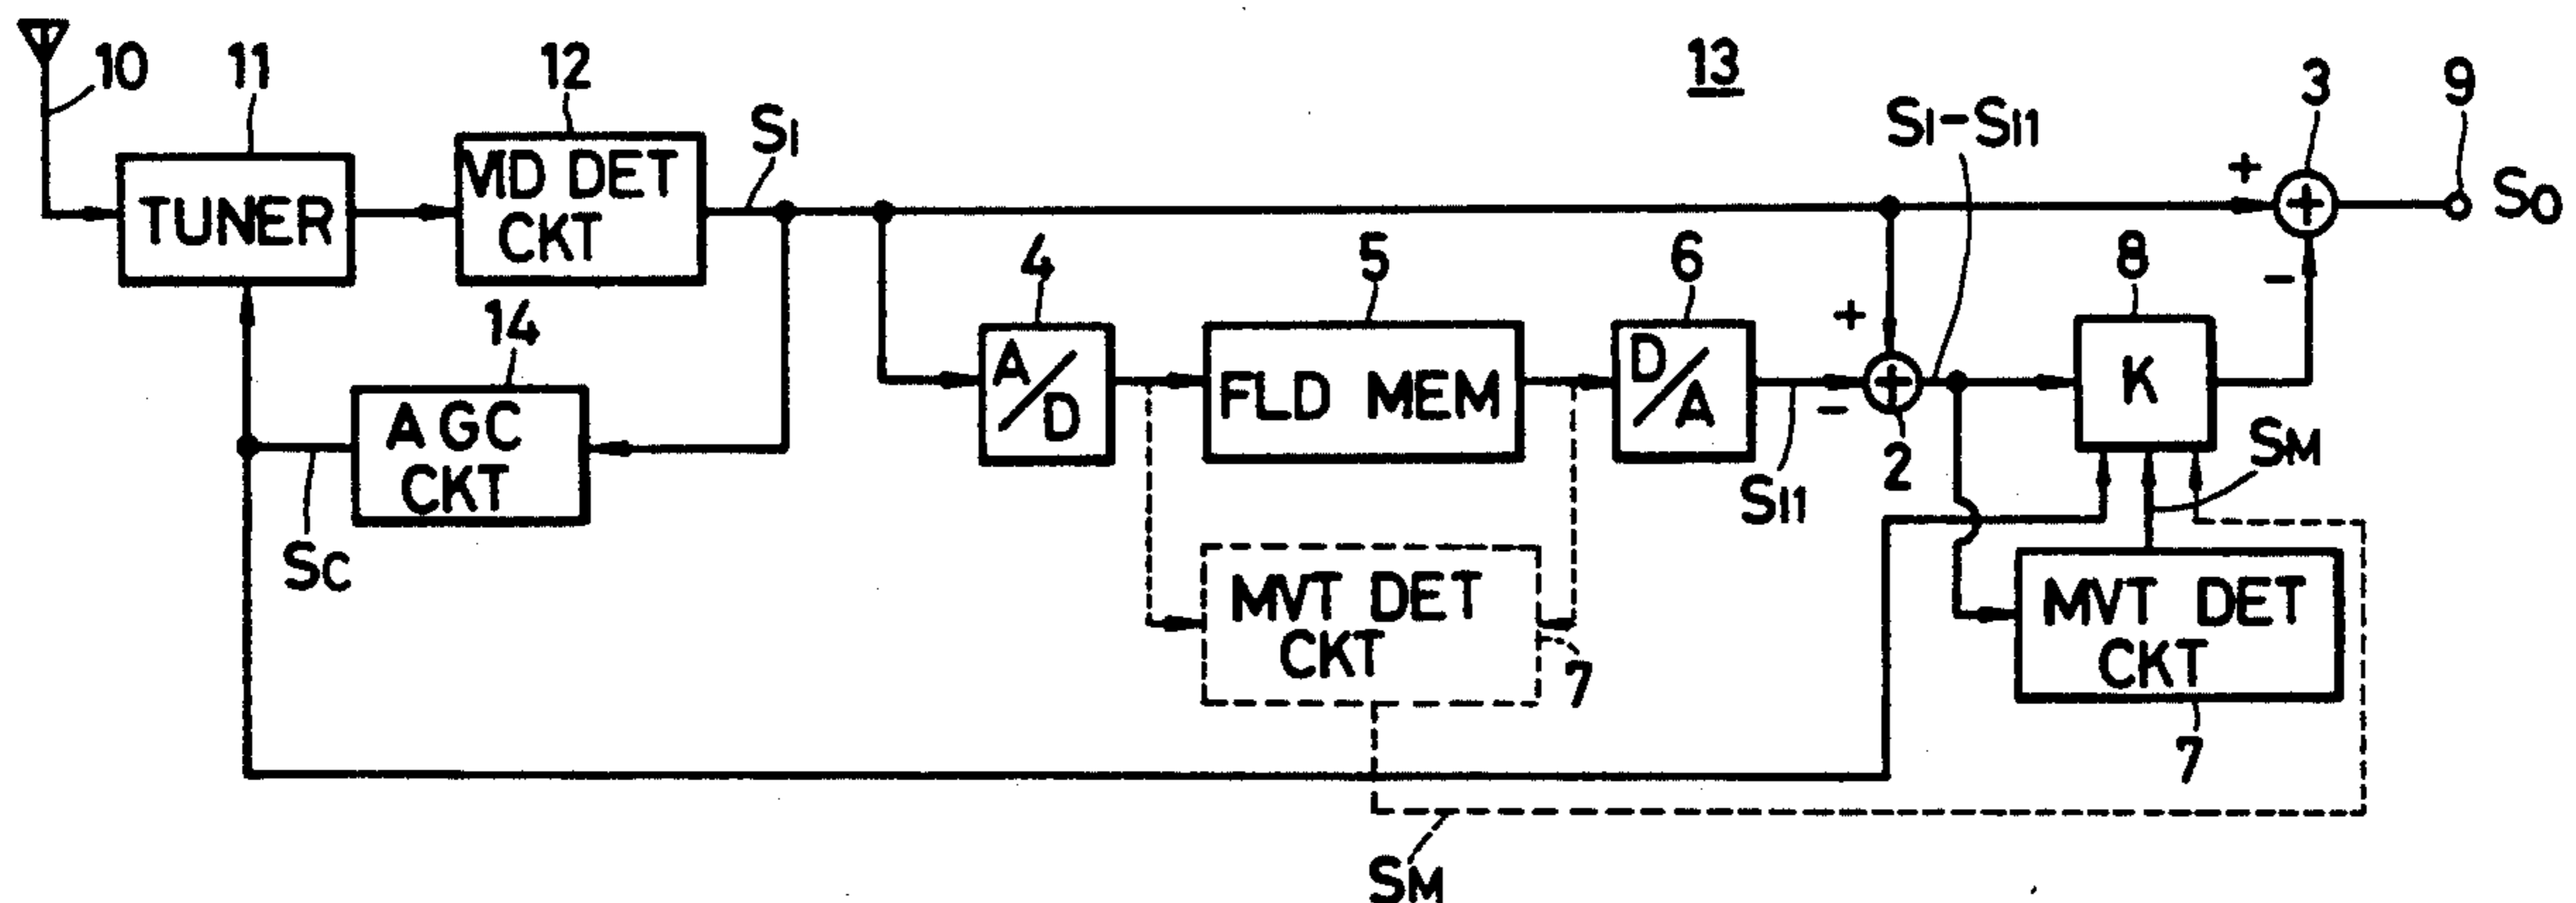 10
11
12
13
3
9
TUNER
VID DET
CKT
SI
SI-SI1
+
+
SO
14
AGC
CKT
SC
4
A/D
5
FLD MEM
6
D/A
SI1
+
-
+
2
8
K
-
SM
MVT DET
CKT
7
MVT DET
CKT
7
SM